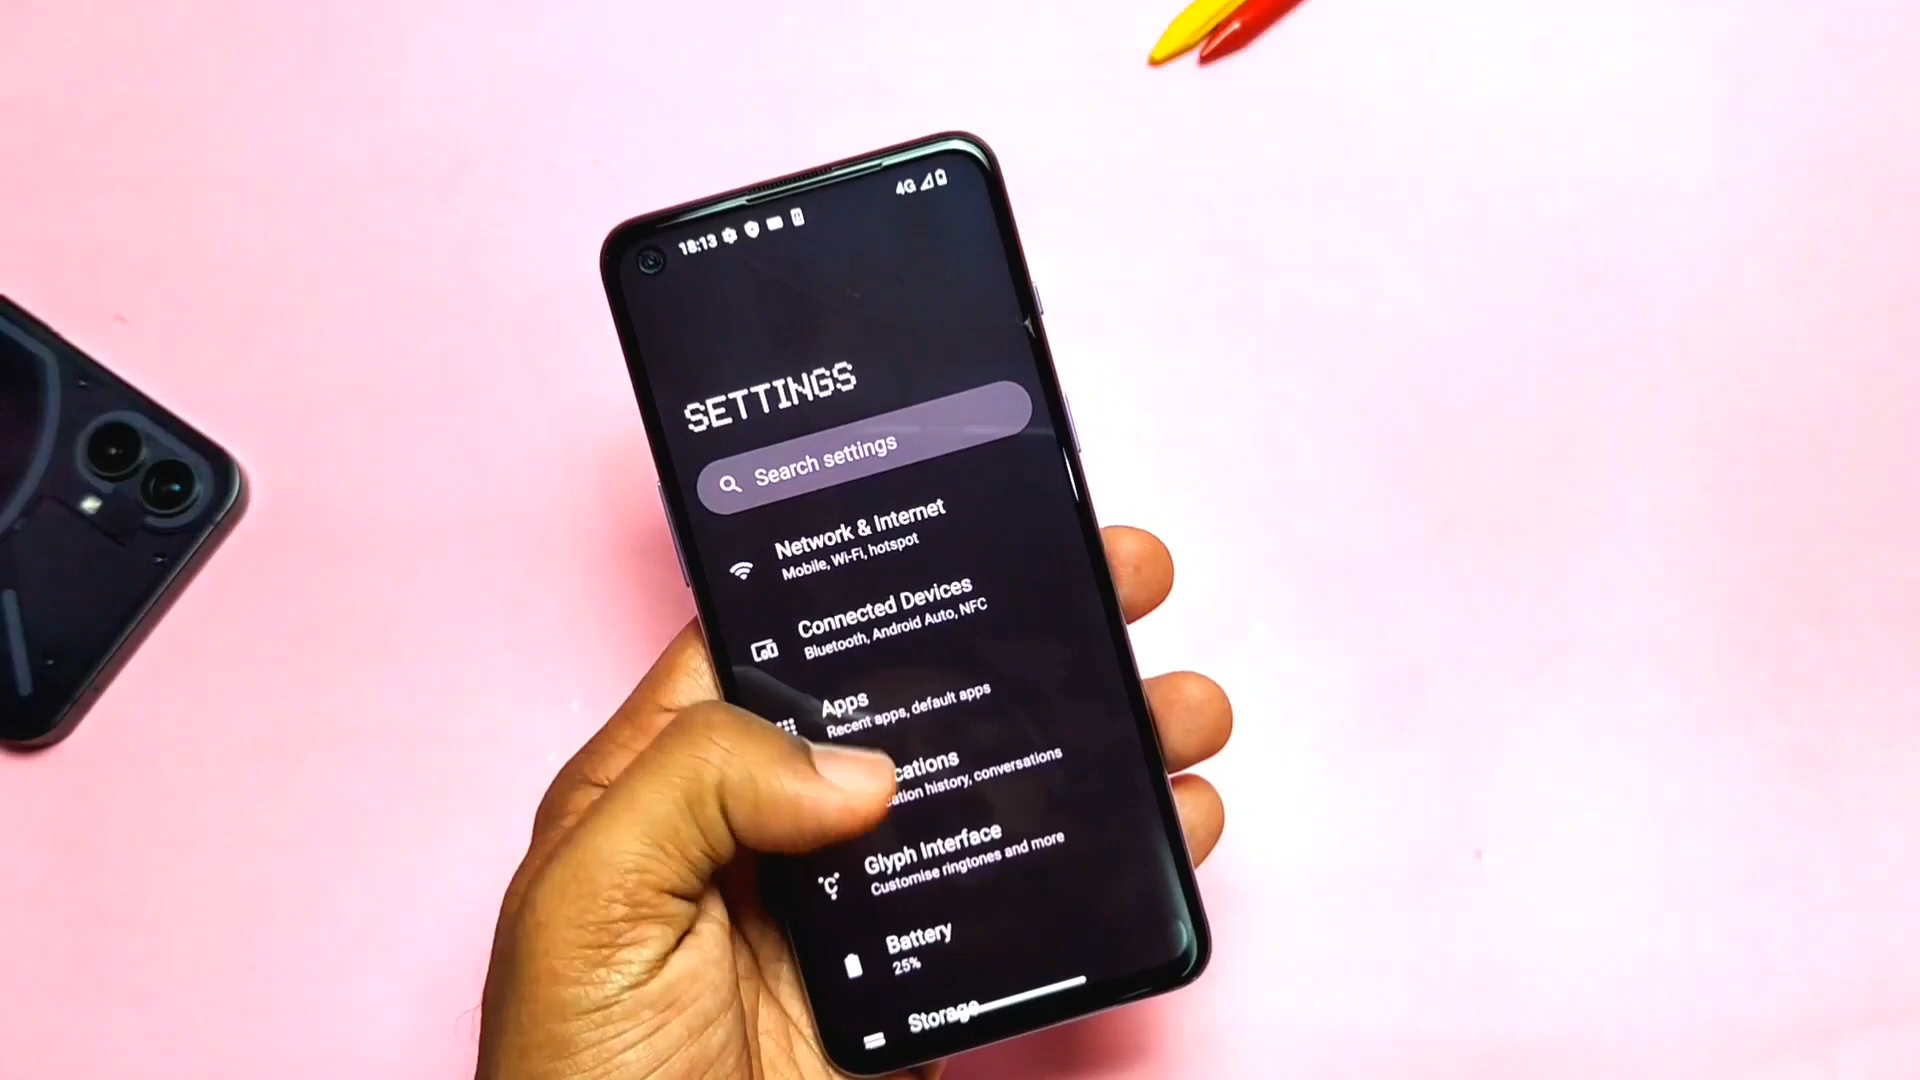 18:13
4G
SETTINGS
Search settings
Network & Internet
Mobile, Wi-Fi, hotspot
Connected Devices
Bluetooth, Android Auto, NFC
Apps
Recent apps, default apps
cations
cation history, conversations
Glyph Interface
Customise ringtones and more
Battery
25%
Storage